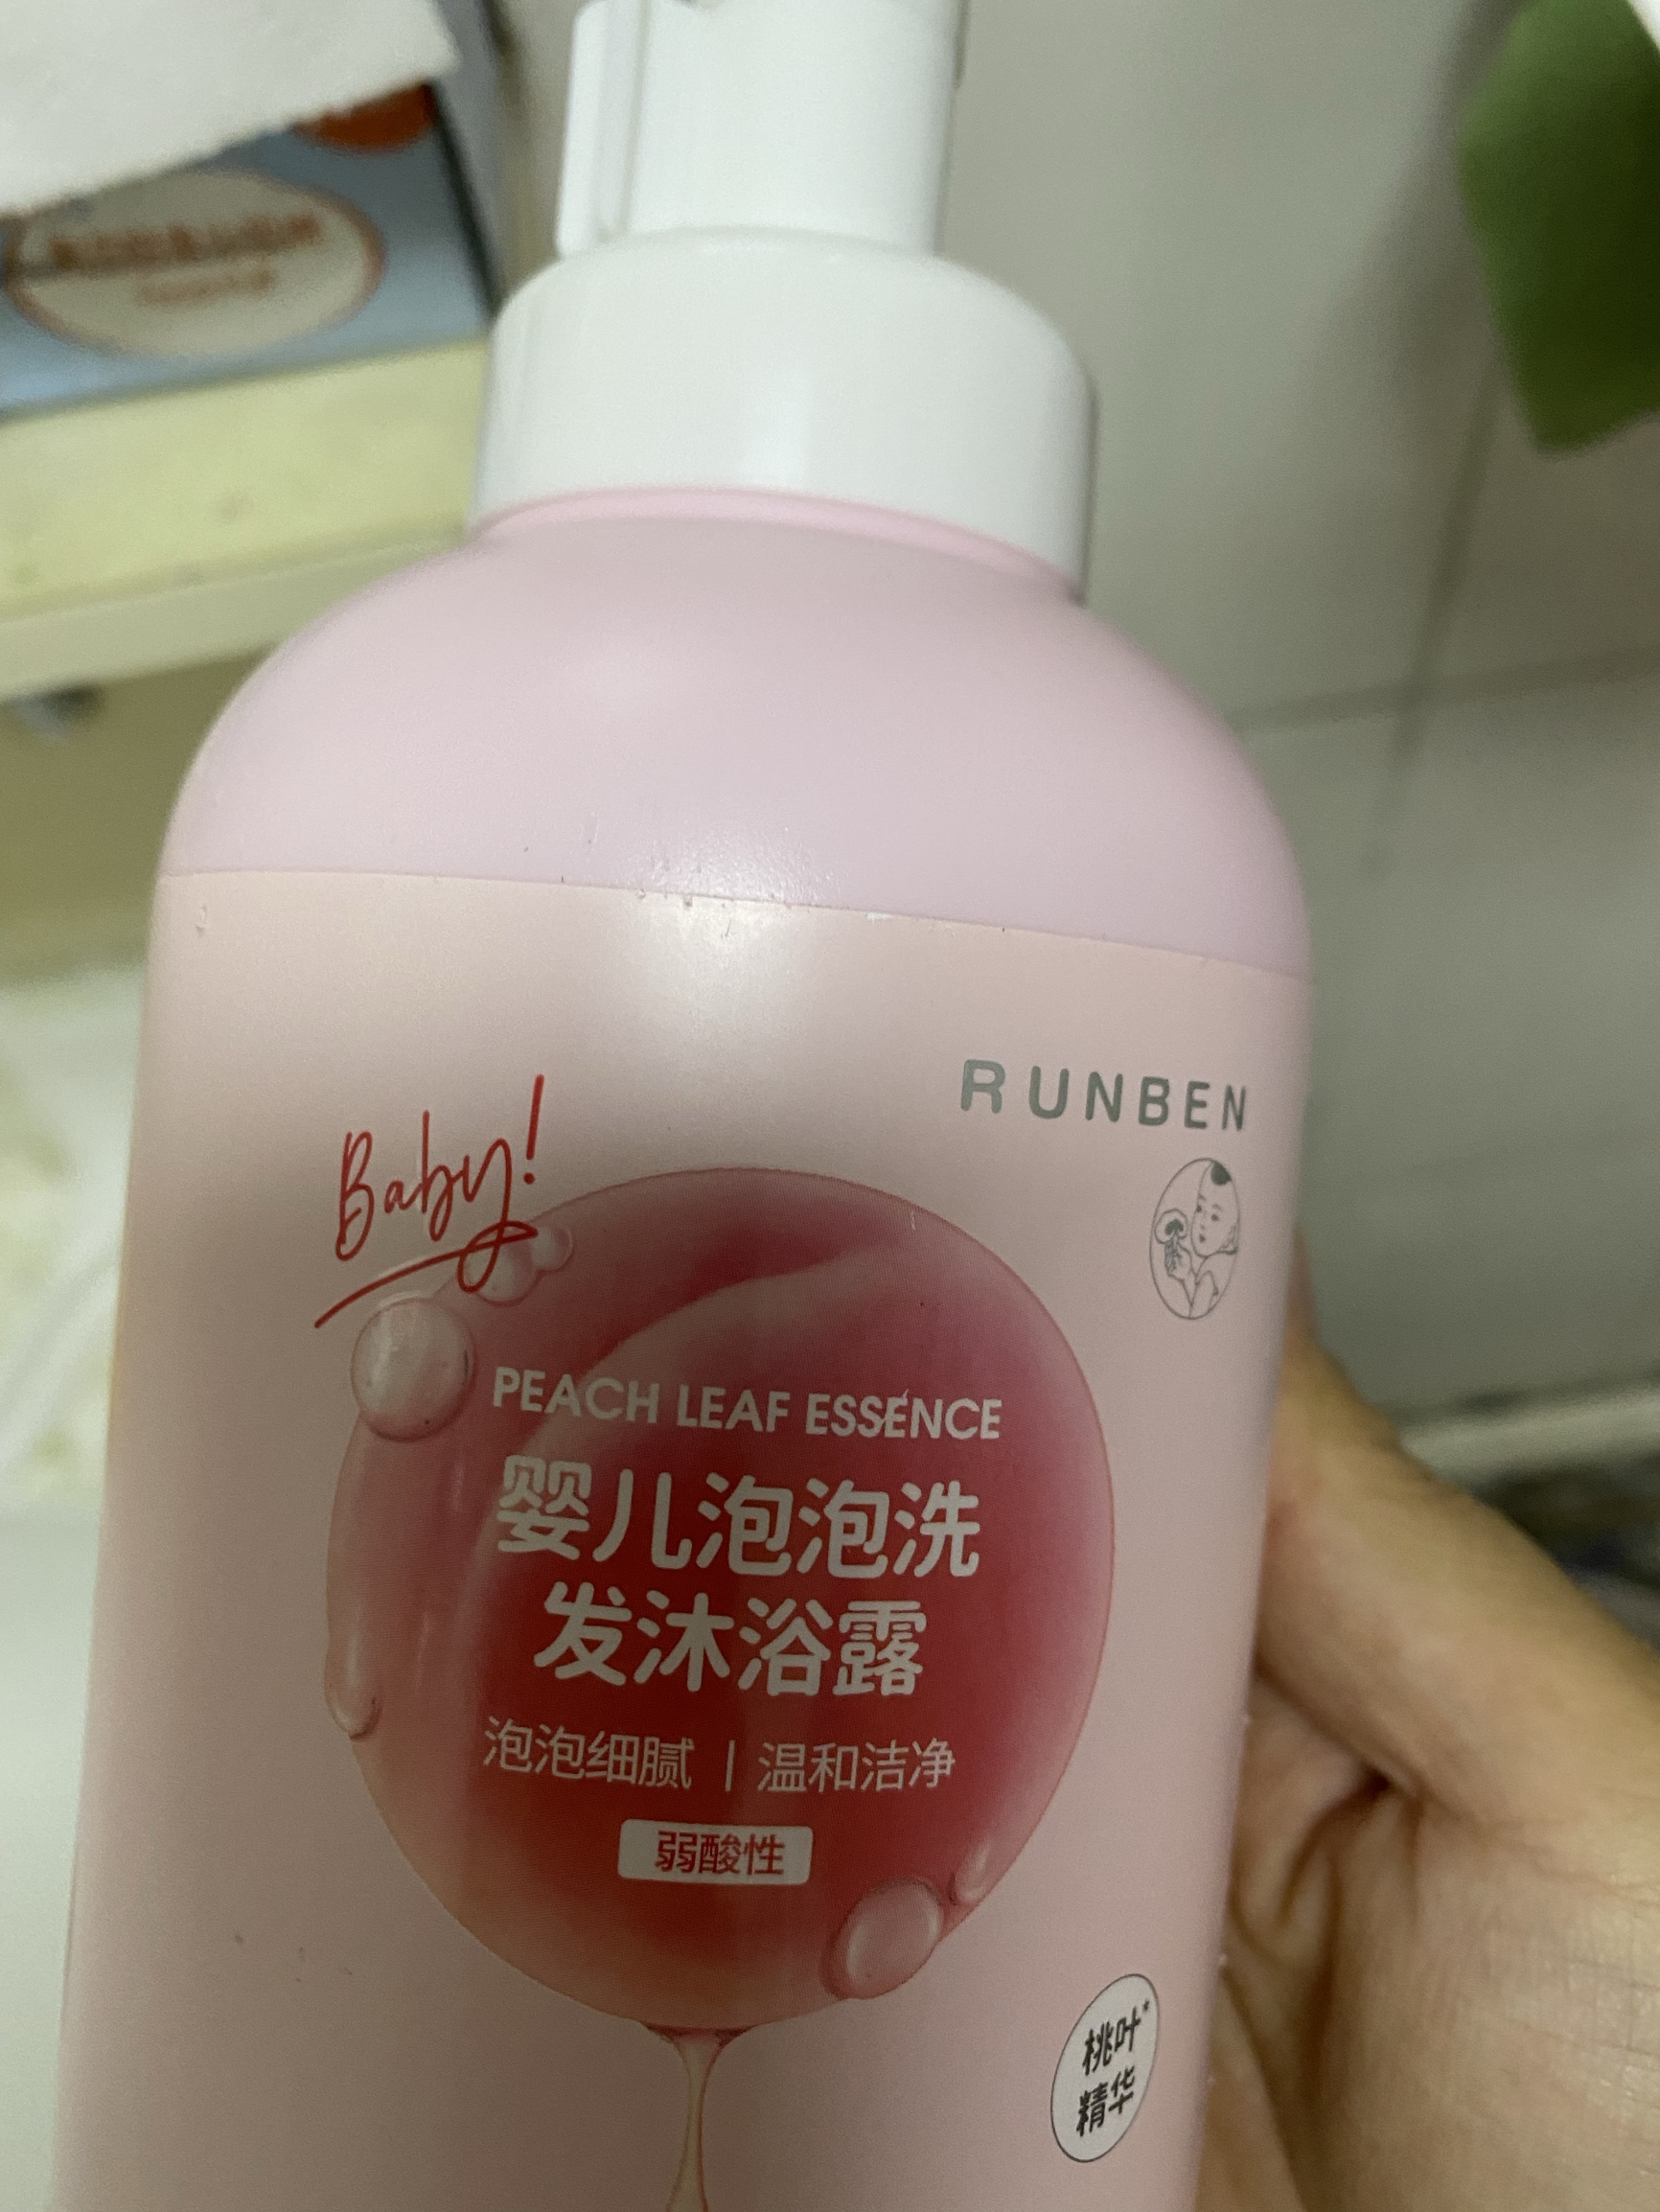 RUNBEN
Baby!
PEACH LEAF ESSENCE
婴儿泡泡洗
发沐浴露
泡泡细腻 | 温和洁净
弱酸性
桃叶*
精华